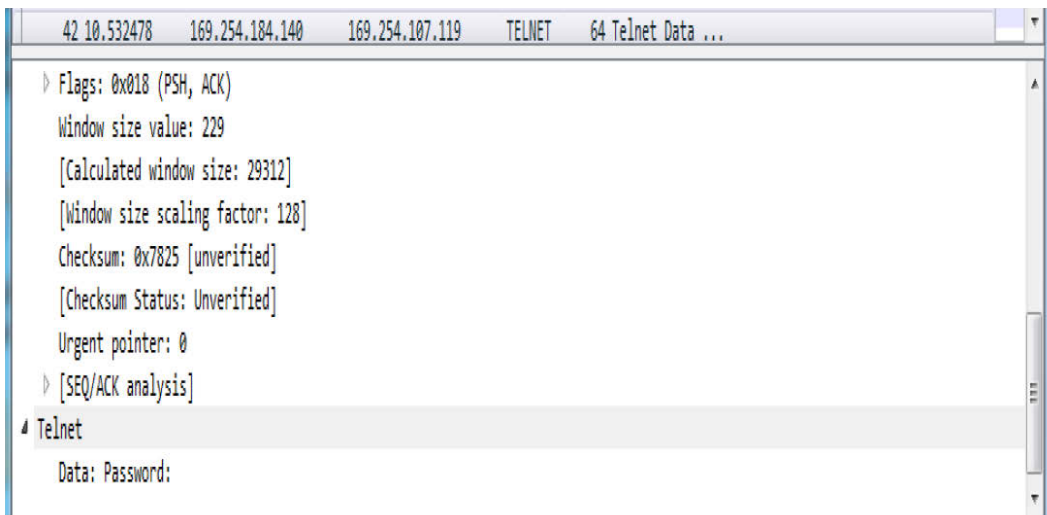 42 10.532478 169.254.184.140 169.254.107.119 TELNET 64 Telnet Data ...
Flags: 0x018 (PSH, ACK)
Window size value: 229
[Calculated window size: 29312]
[Window size scaling factor: 128]
Checksum: 0x7825 [unverified]
[Checksum Status: Unverified]
Urgent pointer: 0
[SEQ/ACK analysis]
Telnet
Data: Password: